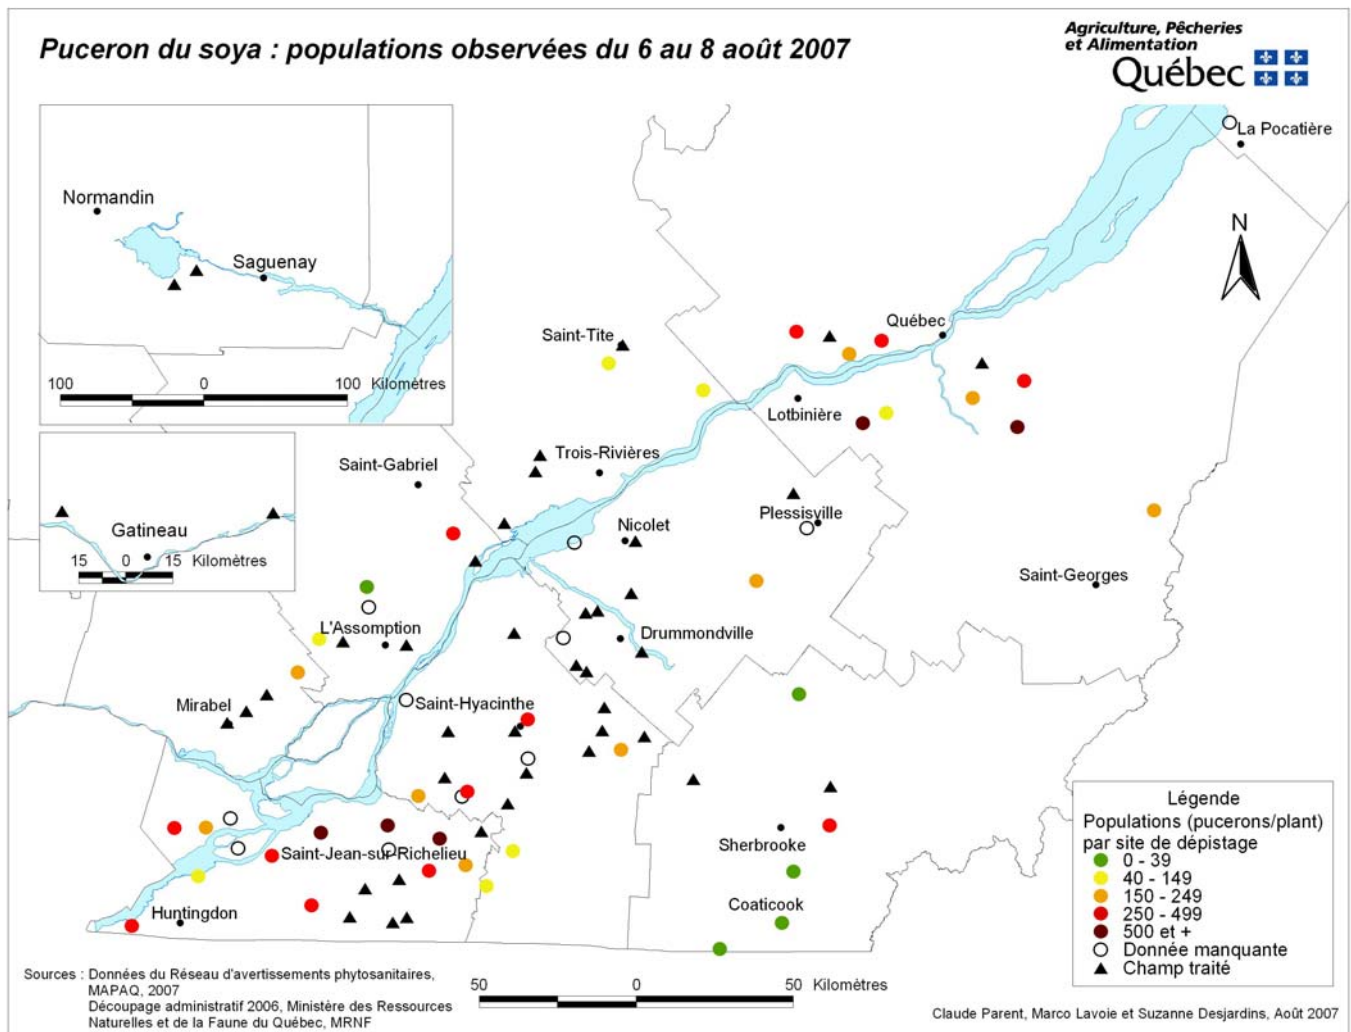 Puceron du soya : populations observées du 6 au 8 août 2007
Agriculture, Pêcheries
et Alimentation
Québec
La Pocatière
Normandin
Saguenay
100 0 100 Kilomètres
N
Québec
Saint-Tite
Lotbinière
Trois-Rivières
Saint-Gabriel
Plessisville
Nicolet
Gatineau
15 0 15 Kilomètres
Saint-Georges
L'Assomption
Drummondville
Mirabel
Saint-Hyacinthe
Sherbrooke
Saint-Jean-sur-Richelieu
Coaticook
Huntingdon
Légende
Populations (pucerons/plant)
par site de dépistage
0 - 39
40 - 149
150 - 249
250 - 499
500 et +
Donnée manquante
Champ traité
Sources : Données du Réseau d'avertissements phytosanitaires,
MAPAQ, 2007
Découpage administratif 2006, Ministère des Ressources
Naturelles et de la Faune du Québec, MRNF
50 0 50 Kilomètres
Claude Parent, Marco Lavoie et Suzanne Desjardins, Août 2007